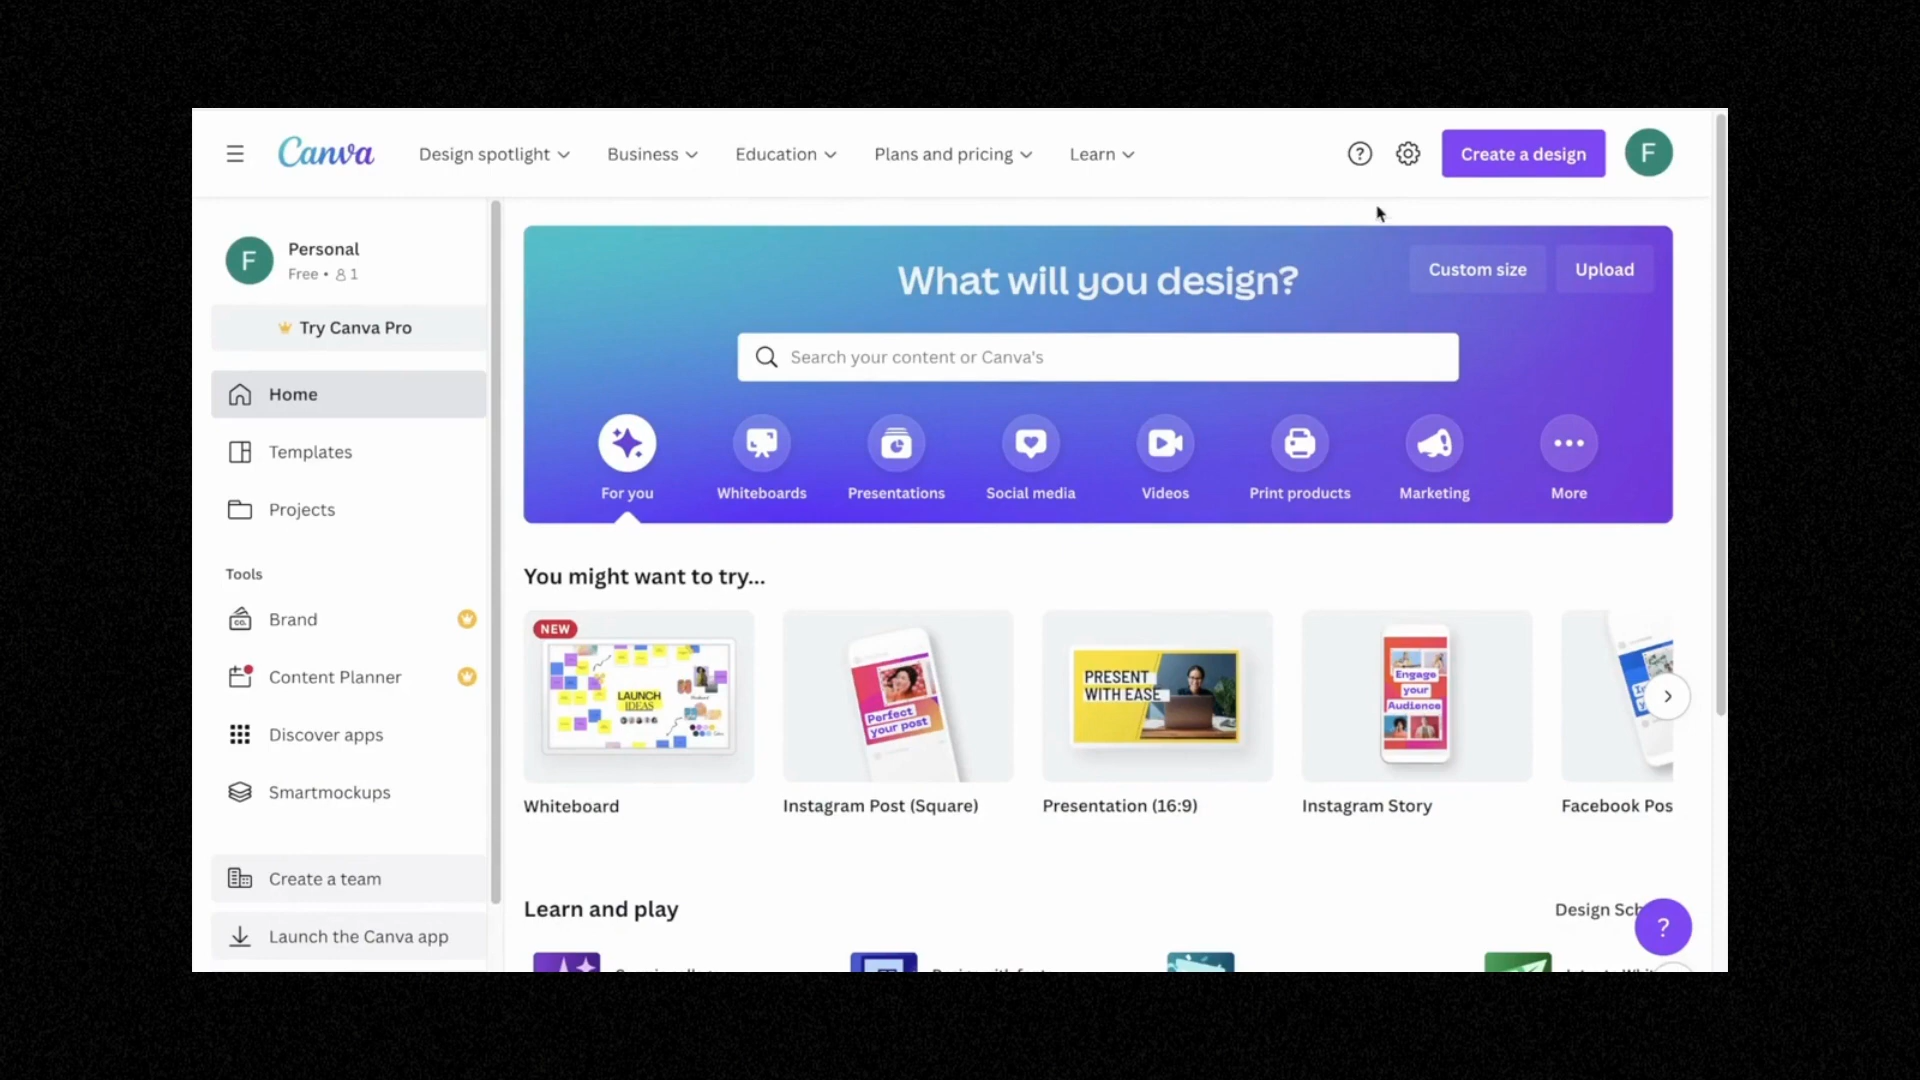 Canva
Design spotlight
Business
Education
Plans and pricing
Learn
?
Create a design
F
F
Personal
Free • 1
Try Canva Pro
Home
Templates
Projects
Tools
CO.
Brand
Content Planner
Discover apps
Smartmockups
Create a team
Launch the Canva app
What will you design?
Custom size
Upload
Search your content or Canva's
For you
Whiteboards
Presentations
Social media
Videos
Print products
Marketing
More
You might want to try...
NEW
LAUNCH
IDEAS
Whiteboard
Perfect
your post
Instagram Post (Square)
PRESENT
WITH EASE
Presentation (16:9)
Engage
your
Audience
Instagram Story
Facebook Pos
Learn and play
Design Sch
?